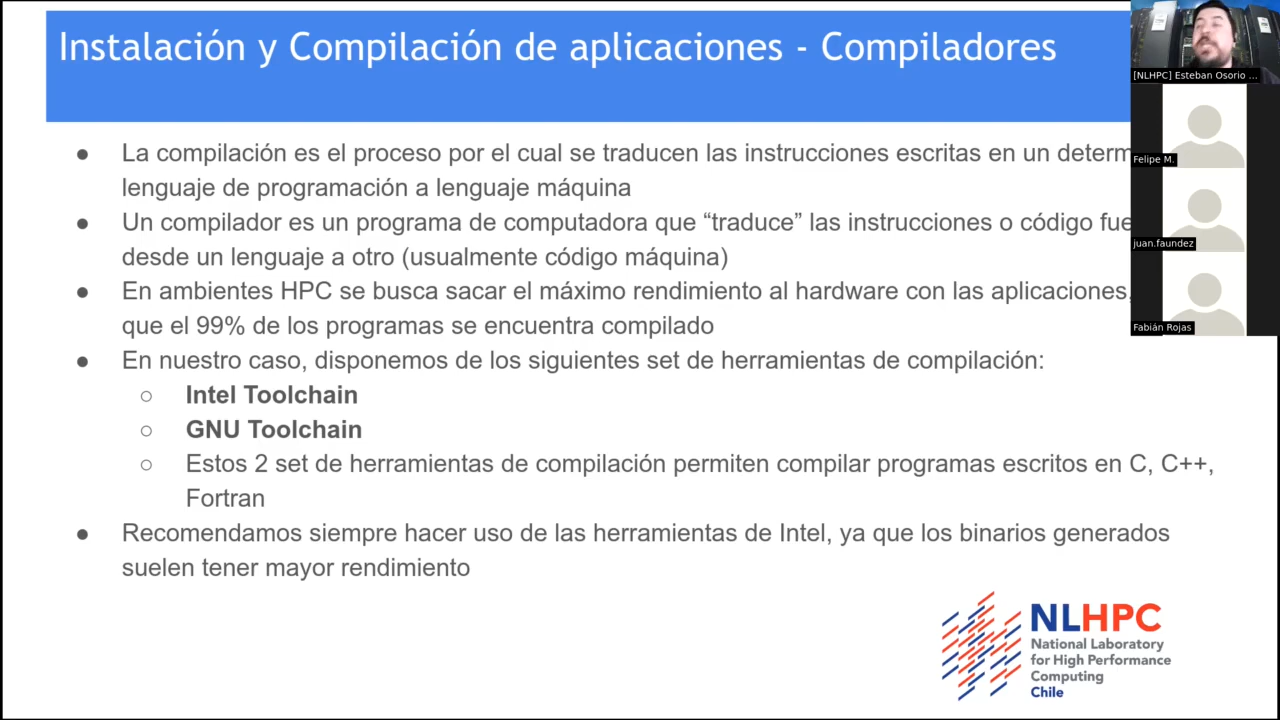 Instalación y Compilación de aplicaciones - Compiladores
● La compilación es el proceso por el cual se traducen las instrucciones escritas en un
lenguaje de programación a lenguaje máquina
● Un compilador es un programa de computadora que “traduce” las instrucciones o código
desde un lenguaje a otro (usualmente código máquina)
● En ambientes HPC se busca sacar el máximo rendimiento al hardware con las aplicaciones,
que el 99% de los programas se encuentra compilado
● En nuestro caso, disponemos de los siguientes set de herramientas de compilación:
○ Intel Toolchain
○ GNU Toolchain
○ Estos 2 set de herramientas de compilación permiten compilar programas escritos en C, C++,
Fortran
● Recomendamos siempre hacer uso de las herramientas de Intel, ya que los binarios generados
suelen tener mayor rendimiento
[NLHPC] Esteban Osorio ...
Felipe M.
juan.faundez
Fabián Rojas
NLHPC
National Laboratory
for High Performance
Computing
Chile